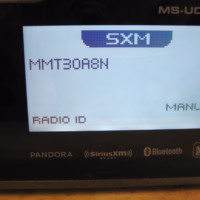 MS-UD
SXM
MMT30A8N
MANU
RADIO ID
PANDORA
SiriusXM
Bluetooth